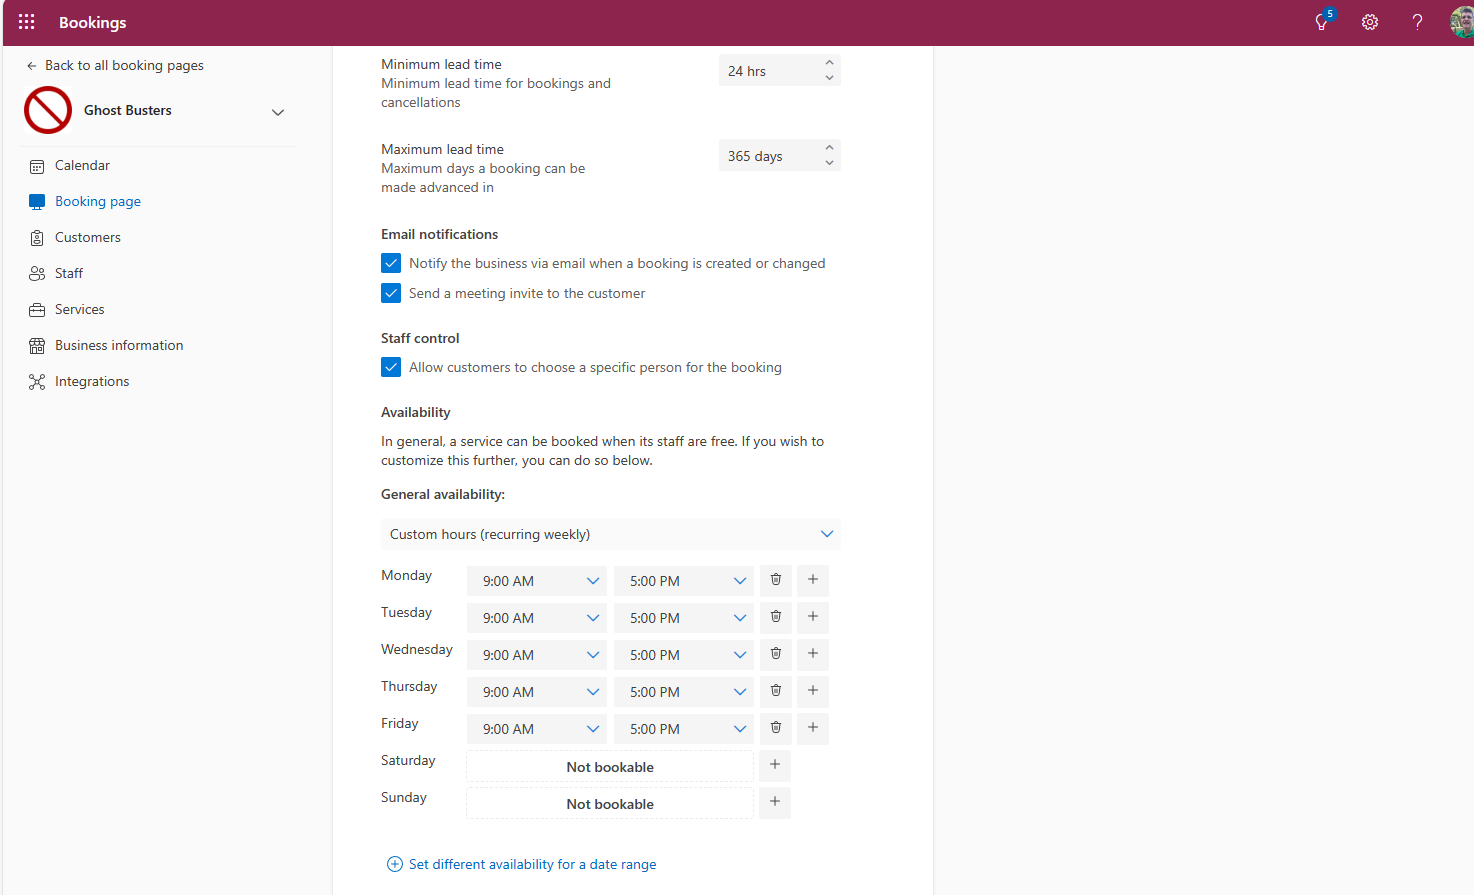 Bookings
5
Back to all booking pages
Ghost Busters
Calendar
Booking page
Customers
Staff
Services
Business information
Integrations
Minimum lead time
Minimum lead time for bookings and
cancellations
24 hrs
Maximum lead time
Maximum days a booking can be
made advanced in
365 days
Email notifications
Notify the business via email when a booking is created or changed
Send a meeting invite to the customer
Staff control
Allow customers to choose a specific person for the booking
Availability
In general, a service can be booked when its staff are free. If you wish to
customize this further, you can do so below.
General availability:
Custom hours (recurring weekly)
Monday 9:00 AM 5:00 PM
Tuesday 9:00 AM 5:00 PM
Wednesday 9:00 AM 5:00 PM
Thursday 9:00 AM 5:00 PM
Friday 9:00 AM 5:00 PM
Saturday Not bookable
Sunday Not bookable
Set different availability for a date range